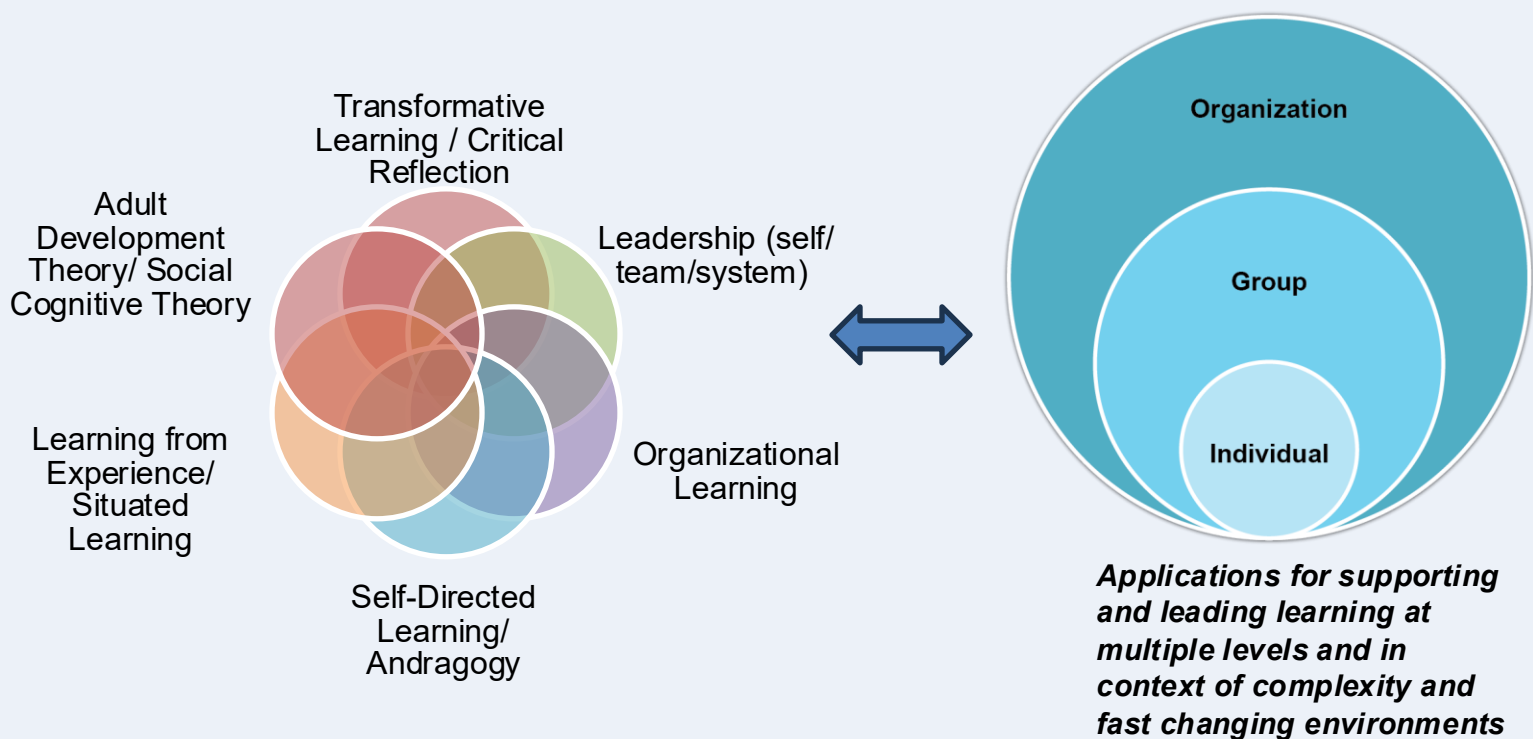 Transformative
Learning / Critical
Reflection
Adult
Development
Theory/ Social
Cognitive Theory
Leadership (self/
team/system)
Learning from
Experience/
Situated
Learning
Organizational
Learning
Self-Directed
Learning/
Andragogy
Organization
Group
Individual
Applications for supporting
and leading learning at
multiple levels and in
context of complexity and
fast changing environments